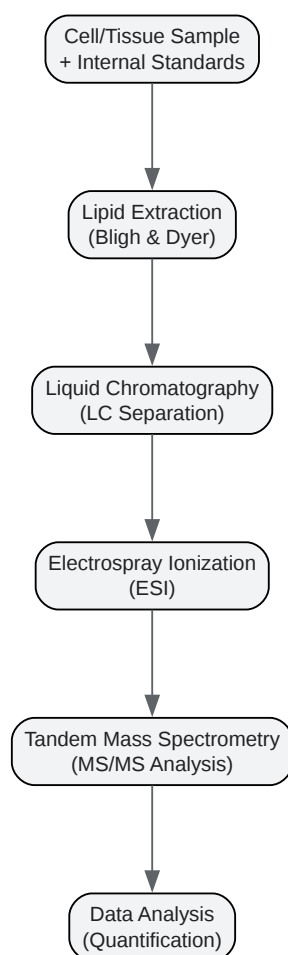 Cell/Tissue Sample
+ Internal Standards
Lipid Extraction
(Bligh & Dyer)
Liquid Chromatography
(LC Separation)
Electrospray Ionization
(ESI)
Tandem Mass Spectrometry
(MS/MS Analysis)
Data Analysis
(Quantification)